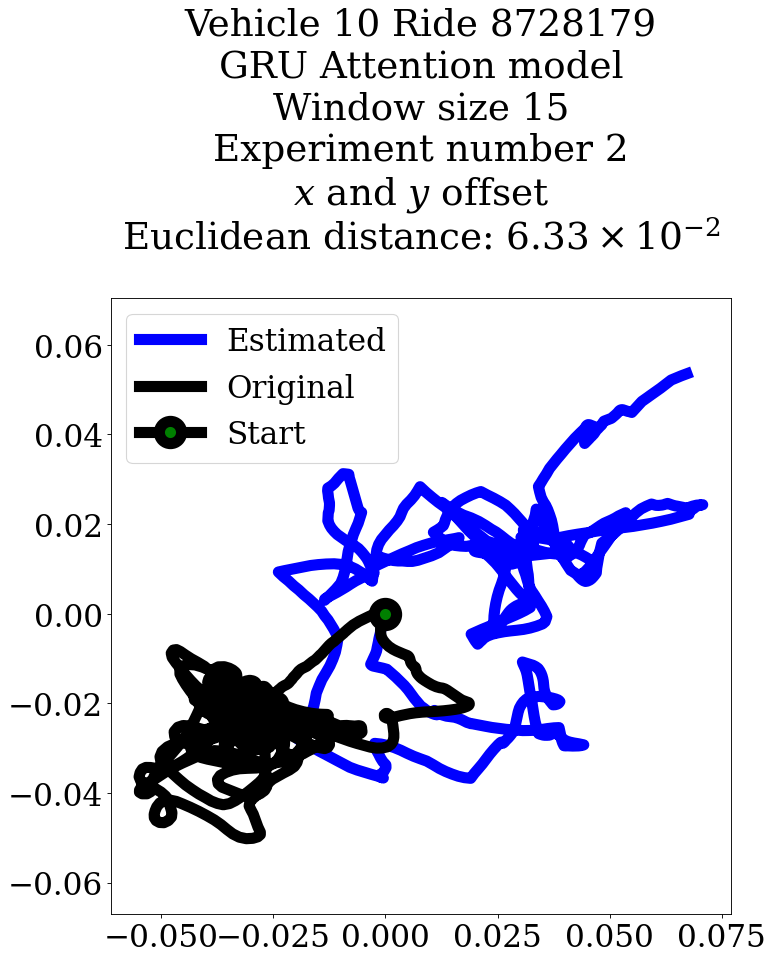 Vehicle 10 Ride 8728179
GRU Attention model
Window size 15
Experiment number 2
x and y offset
Euclidean distance: 6.33 × 10⁻²
Estimated
Original
Start
0.06
0.04
0.02
0.00
−0.02
−0.04
−0.06
−0.050 −0.025 0.000 0.025 0.050 0.075